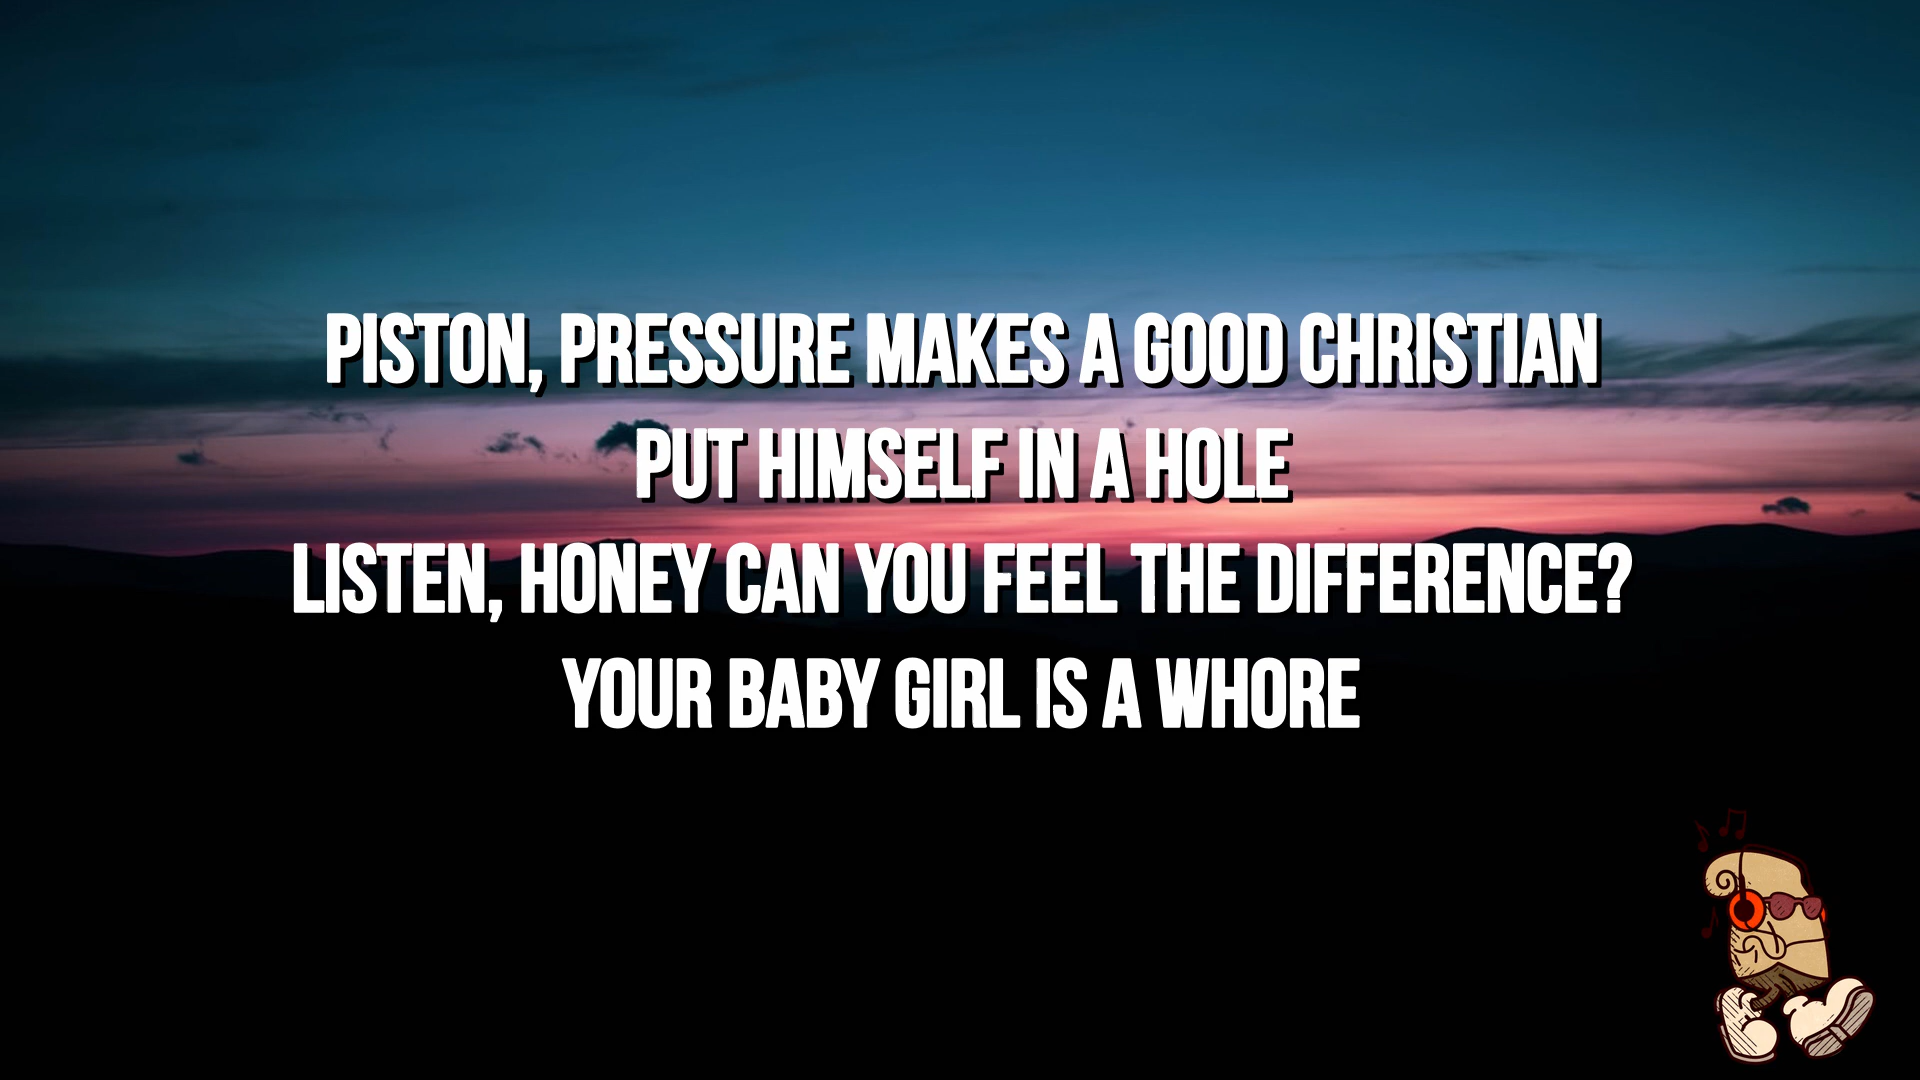 PISTON, PRESSURE MAKES A GOOD CHRISTIAN
PUT HIMSELF IN A HOLE
LISTEN, HONEY CAN YOU FEEL THE DIFFERENCE?
YOUR BABY GIRL IS A WHORE